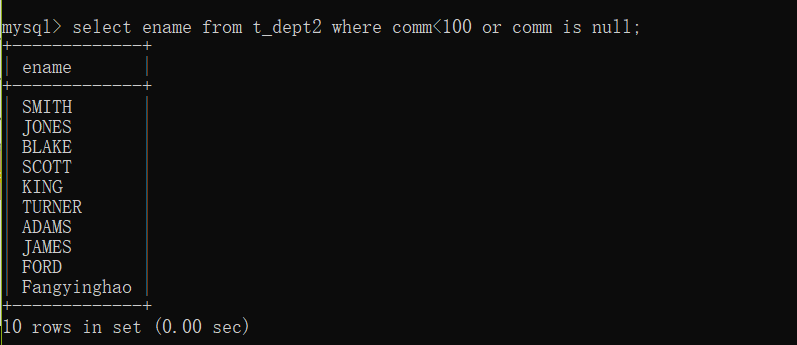 mysql> select ename from t_dept2 where comm<100 or comm is null;
+-------------+
| ename       |
+-------------+
| SMITH       |
| JONES       |
| BLAKE       |
| SCOTT       |
| KING        |
| TURNER      |
| ADAMS       |
| JAMES       |
| FORD        |
| Fangyinghao |
+-------------+
10 rows in set (0.00 sec)